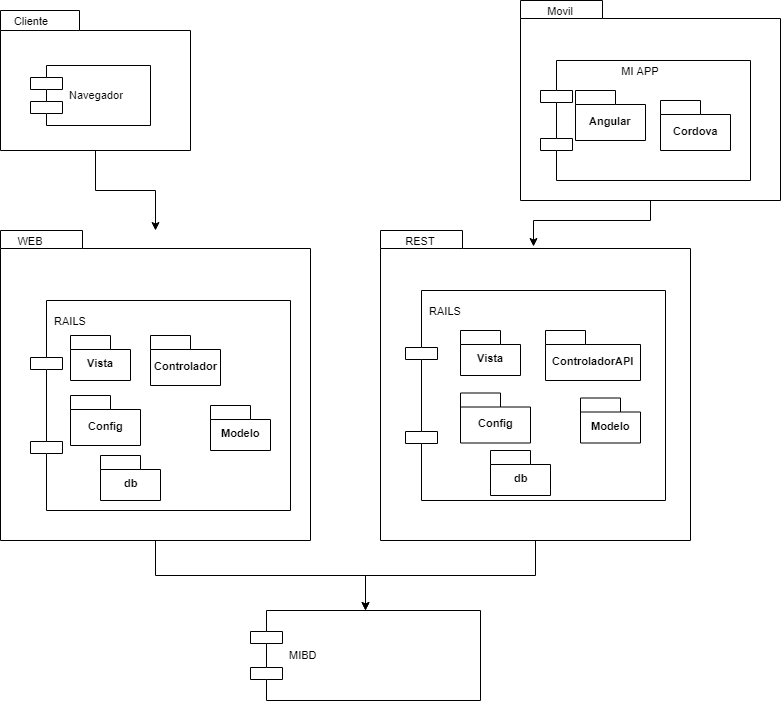 Cliente
Movil
Navegador
MI APP
Angular
Cordova
WEB
REST
RAILS
Vista
Controlador
Config
Modelo
db
RAILS
Vista
ControladorAPI
Config
Modelo
db
MIBD